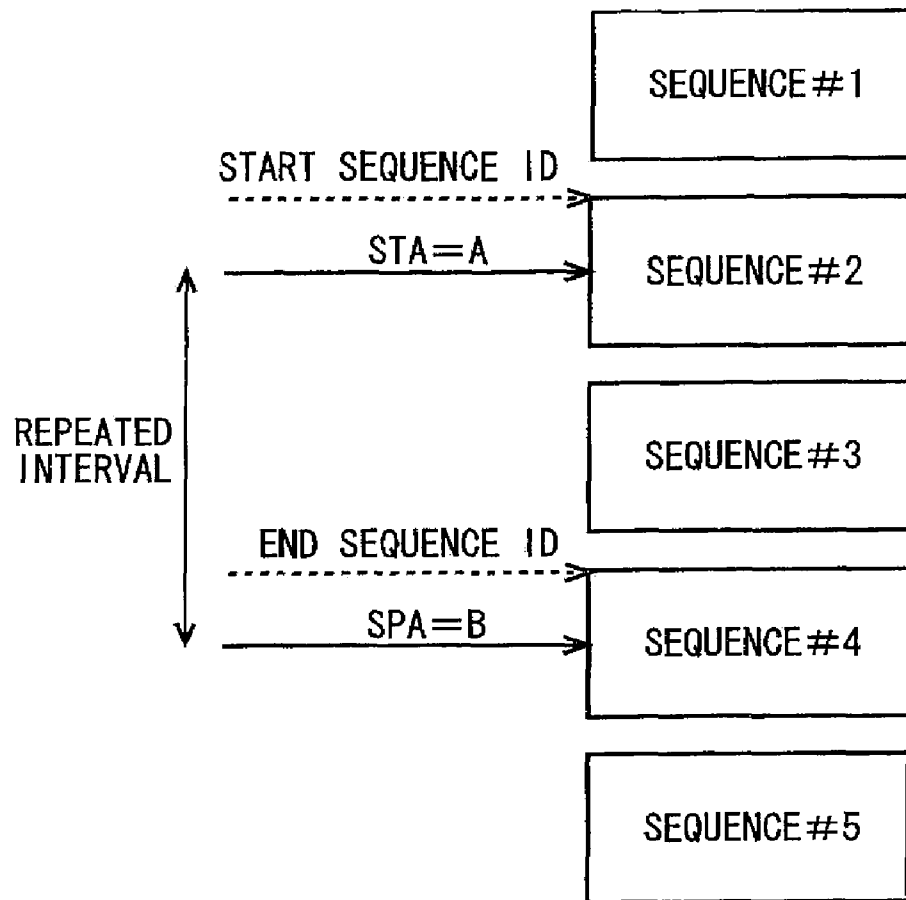 SEQUENCE#1
START SEQUENCE ID
STA=A
SEQUENCE#2
REPEATED
INTERVAL
SEQUENCE#3
END SEQUENCE ID
SPA=B
SEQUENCE#4
SEQUENCE#5